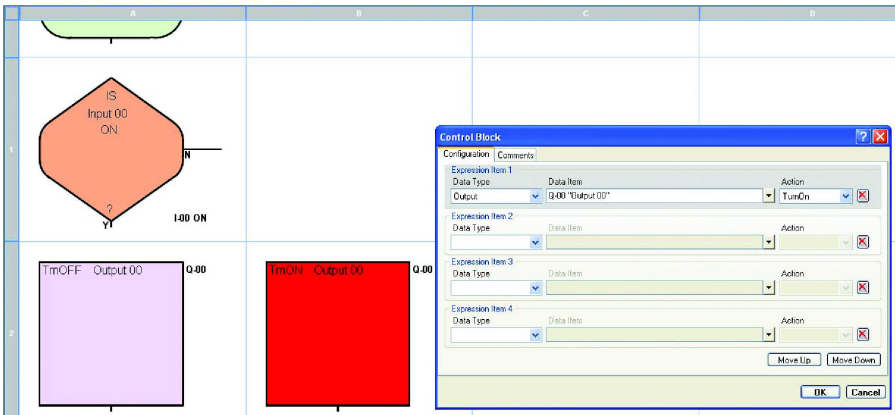 A B C D
1
IS
Input 00
ON
?
N
Y
I-00 ON
2
TrnOFF Output 00
Q-00
TrnON Output 00
Q-00
Control Block
Configuration Comments
Expression Item 1
Data Type Data Item Action
Output Q-00 "Output 00" TurnOn
Expression Item 2
Data Type Data Item Action
Expression Item 3
Data Type Data Item Action
Expression Item 4
Data Type Data Item Action
Move Up Move Down
OK Cancel